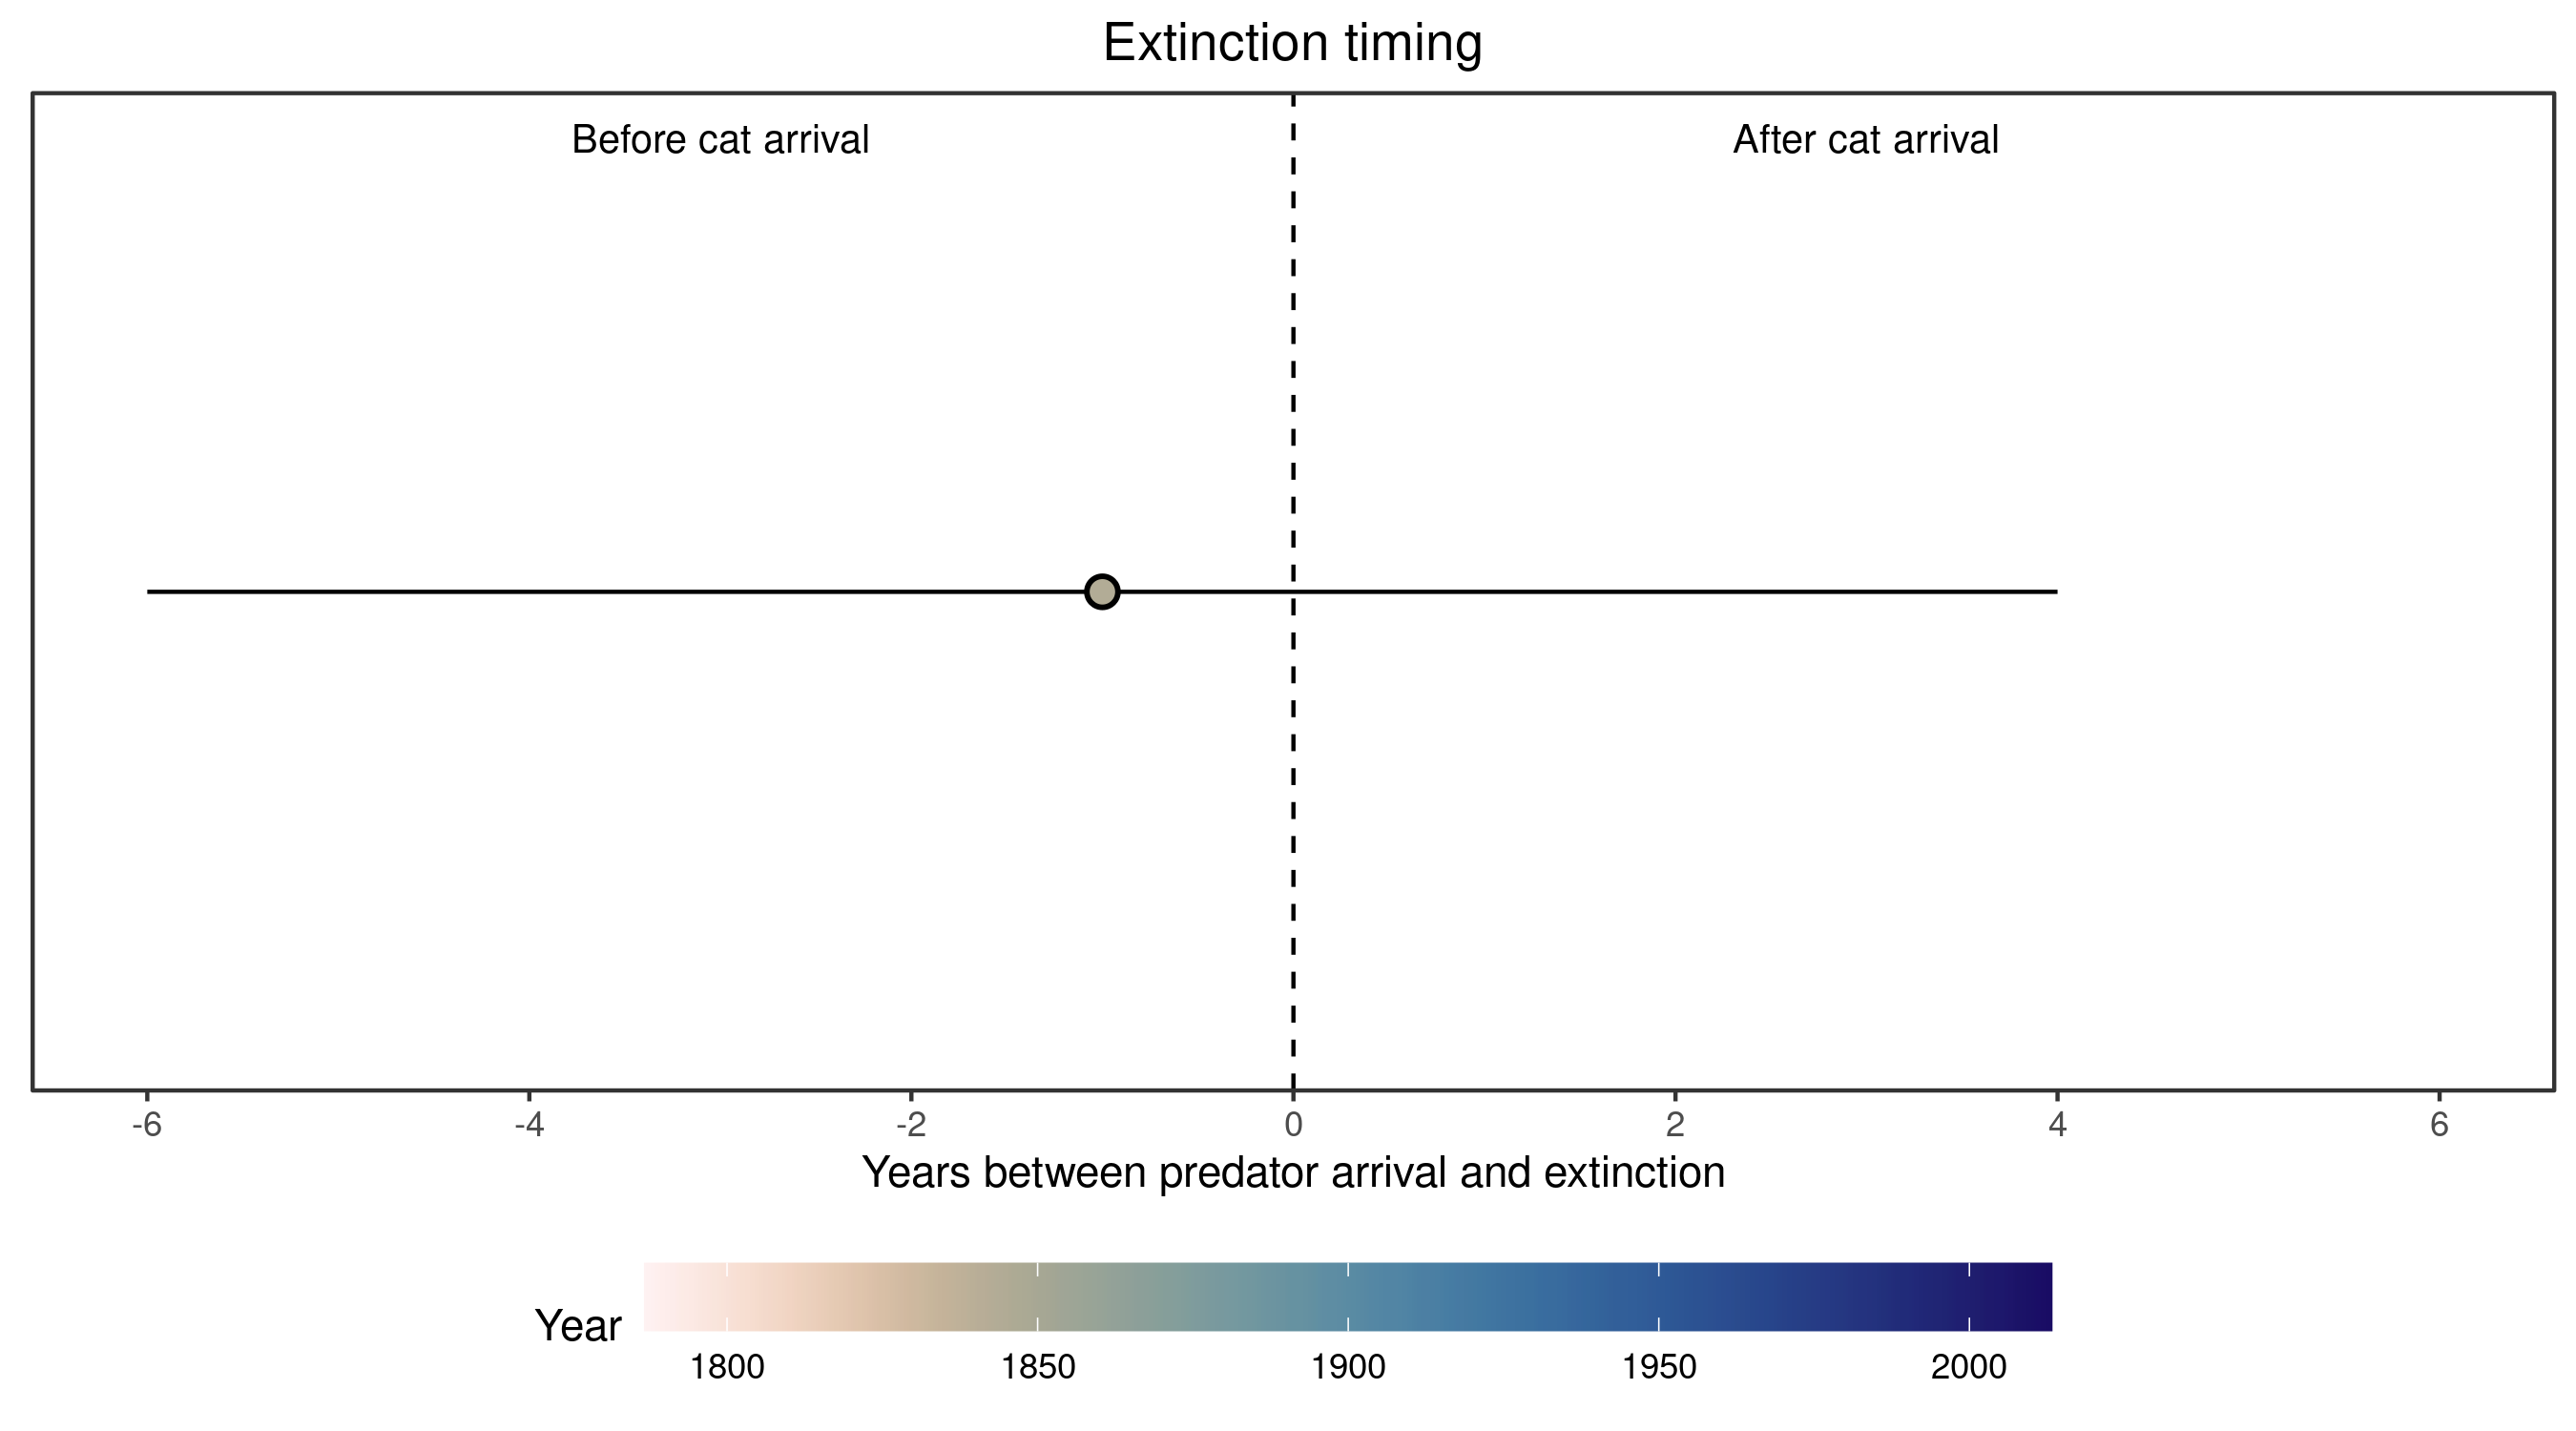 Extinction timing
Before cat arrival
After cat arrival
-6
-4
-2
0
2
4
6
Years between predator arrival and extinction
Year
1800
1850
1900
1950
2000